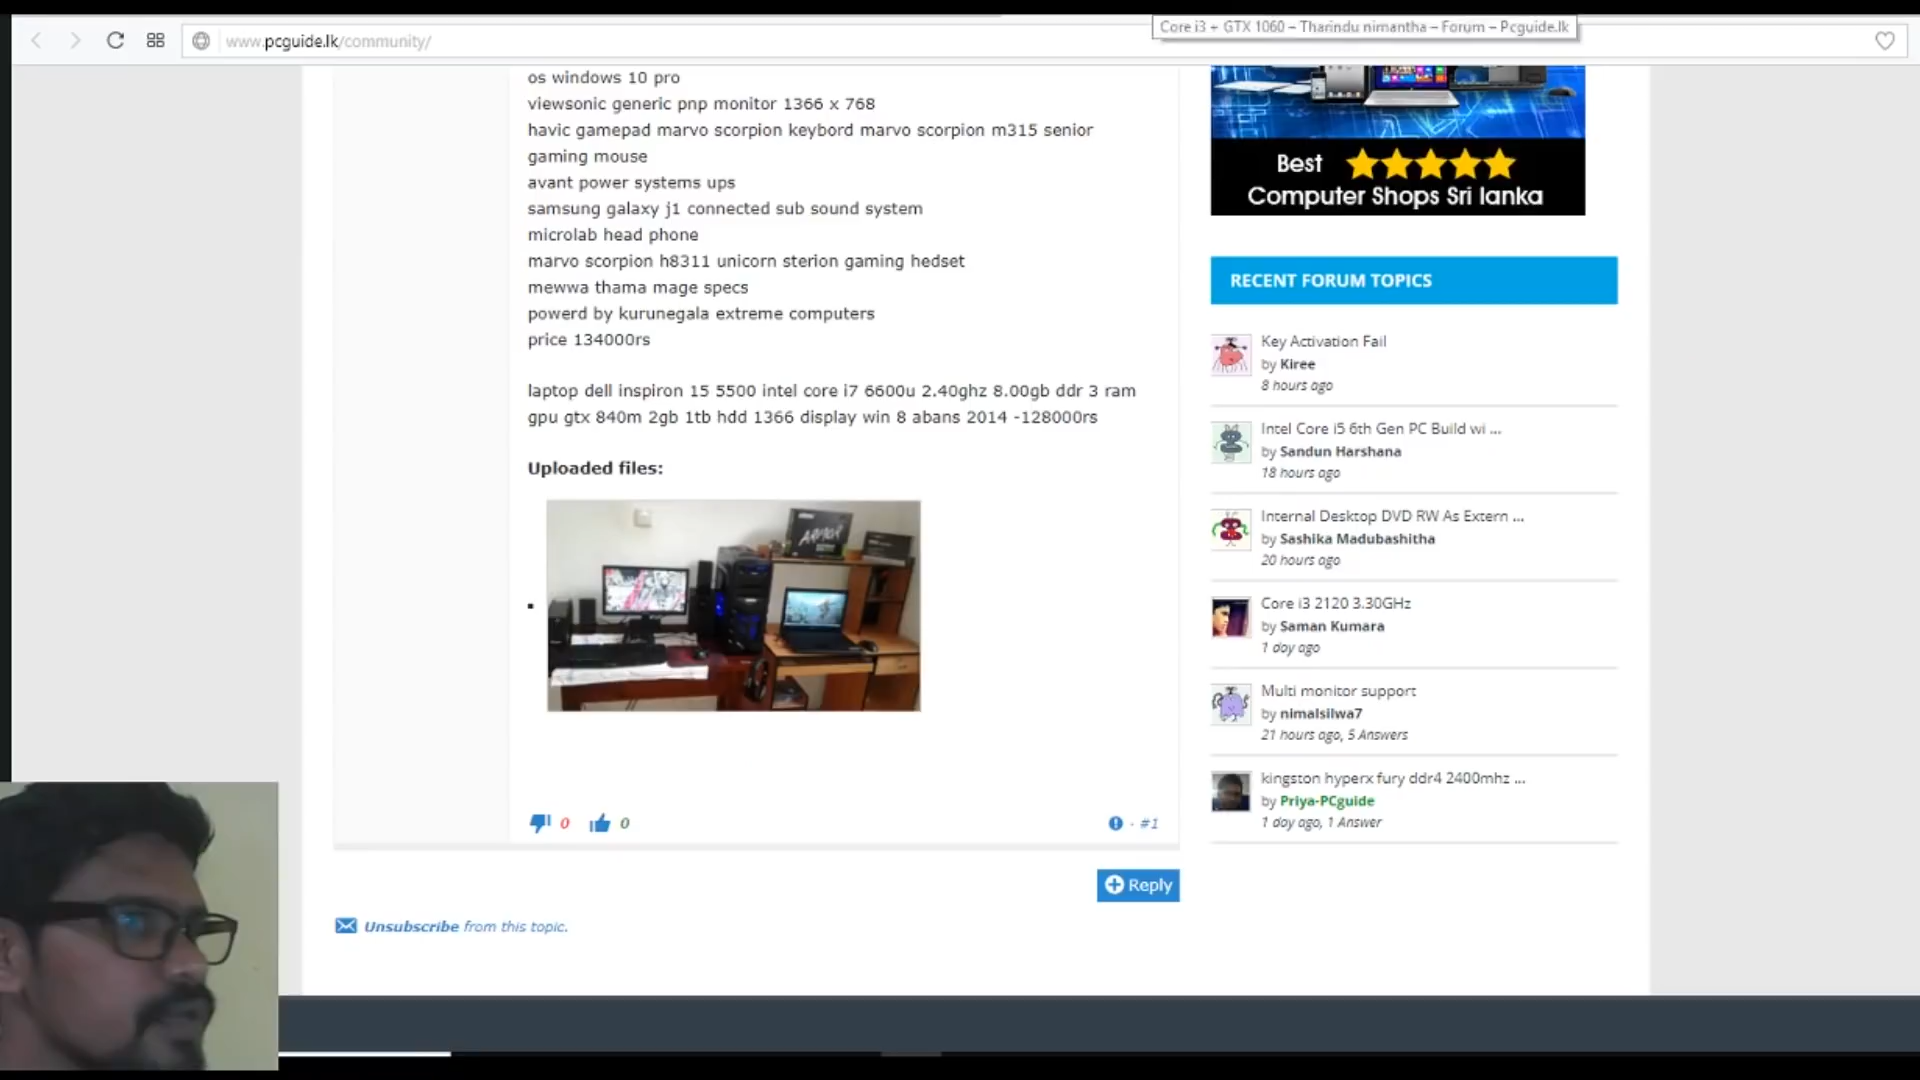 Core i3 + GTX 1060 – Tharindu nimantha – Forum – Pcguide.lk
www.pcguide.lk/community/
os windows 10 pro
viewsonic generic pnp monitor 1366 x 768
havic gamepad marvo scorpion keybord marvo scorpion m315 senior
gaming mouse
avant power systems ups
samsung galaxy j1 connected sub sound system
microlab head phone
marvo scorpion h8311 unicorn sterion gaming hedset
mewwa thama mage specs
powerd by kurunegala extreme computers
price 134000rs
laptop dell inspiron 15 5500 intel core i7 6600u 2.40ghz 8.00gb ddr 3 ram
gpu gtx 840m 2gb 1tb hdd 1366 display win 8 abans 2014 -128000rs
Uploaded files:
ARMOR
0 0
- #1
Reply
Unsubscribe from this topic.
Best
Computer Shops Sri lanka
RECENT FORUM TOPICS
Key Activation Fail
by Kiree
8 hours ago
Intel Core i5 6th Gen PC Build wi ...
by Sandun Harshana
18 hours ago
Internal Desktop DVD RW As Extern ...
by Sashika Madubashitha
20 hours ago
Core i3 2120 3.30GHz
by Saman Kumara
1 day ago
Multi monitor support
by nimalsilwa7
21 hours ago, 5 Answers
kingston hyperx fury ddr4 2400mhz ...
by Priya-PCguide
1 day ago, 1 Answer